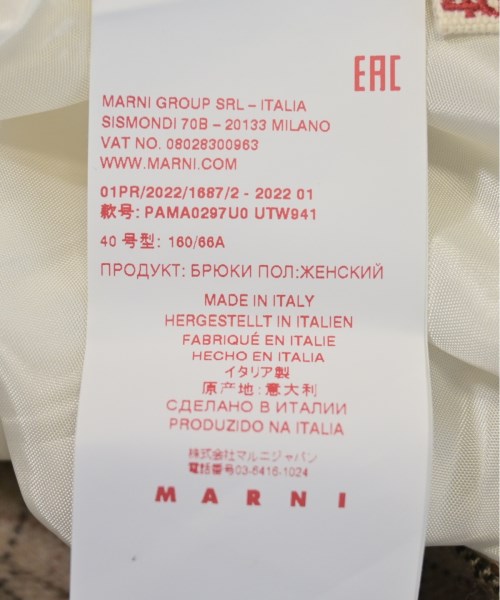 EAC
MARNI GROUP SRL – ITALIA
SISMONDI 70B – 20133 MILANO
VAT NO. 08028300963
WWW.MARNI.COM
01PR/2022/1687/2 - 2022 01
款号: PAMA0297U0 UTW941
40 号型: 160/66A
ПРОДУКТ: БРЮКИ ПОЛ:ЖЕНСКИЙ
MADE IN ITALY
HERGESTELLT IN ITALIEN
FABRIQUÉ EN ITALIE
HECHO EN ITALIA
イタリア製
原产地:意大利
СДЕЛАНО В ИТАЛИИ
PRODUZIDO NA ITALIA
株式会社マルニジャパン
電話番号03-6416-1024
MARNI